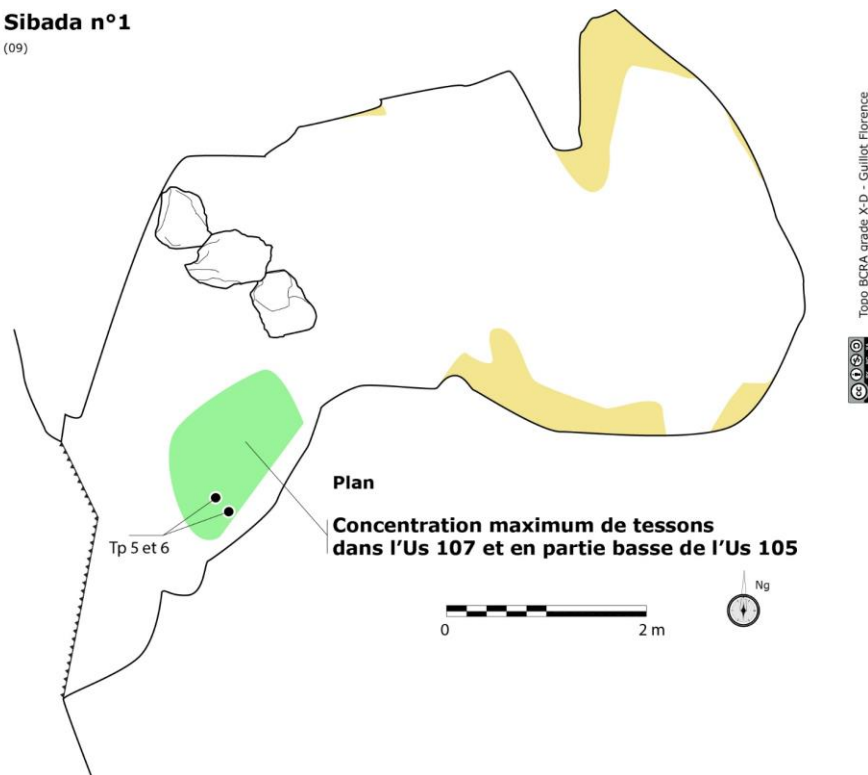 Sibada n°1
(09)
Topo BCRA grade X-D - Guillot Florence
cc
Plan
Concentration maximum de tessons
dans l'Us 107 et en partie basse de l'Us 105
Tp 5 et 6
Ng
0
2 m